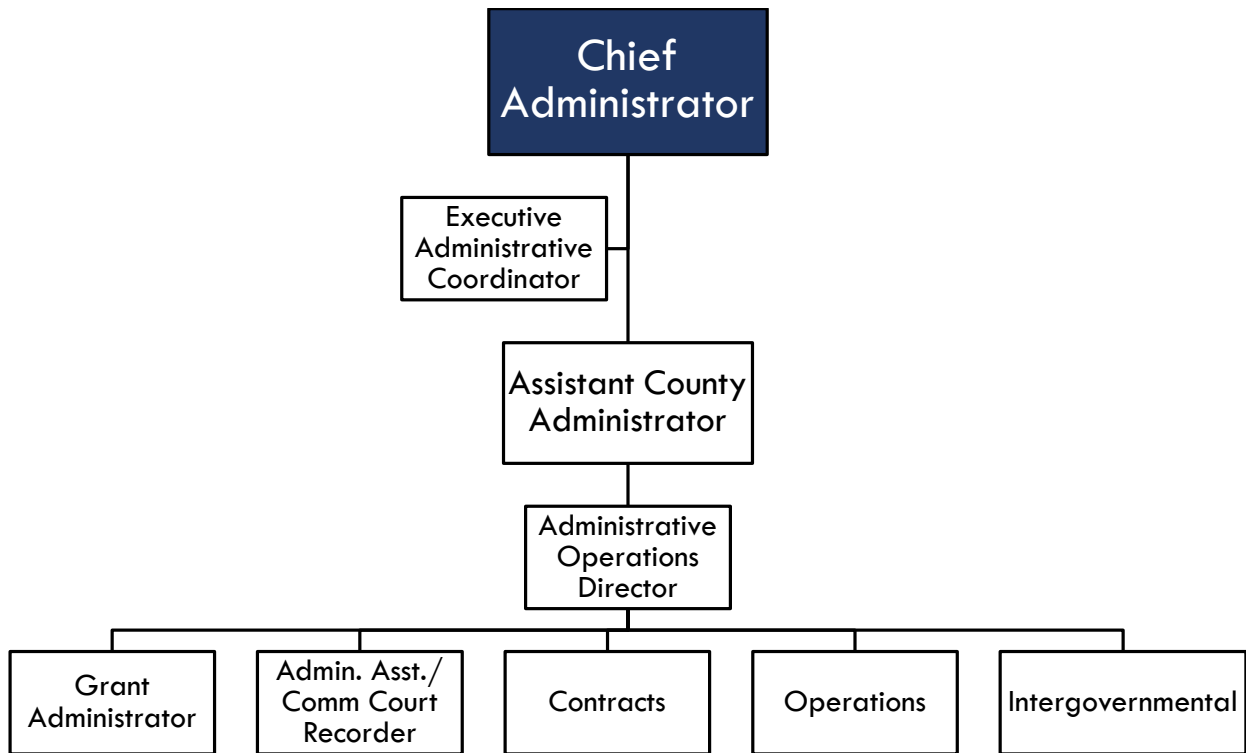 Chief
Administrator
Executive
Administrative
Coordinator
Assistant County
Administrator
Administrative
Operations
Director
Grant
Administrator
Admin. Asst./
Comm Court
Recorder
Contracts
Operations
Intergovernmental